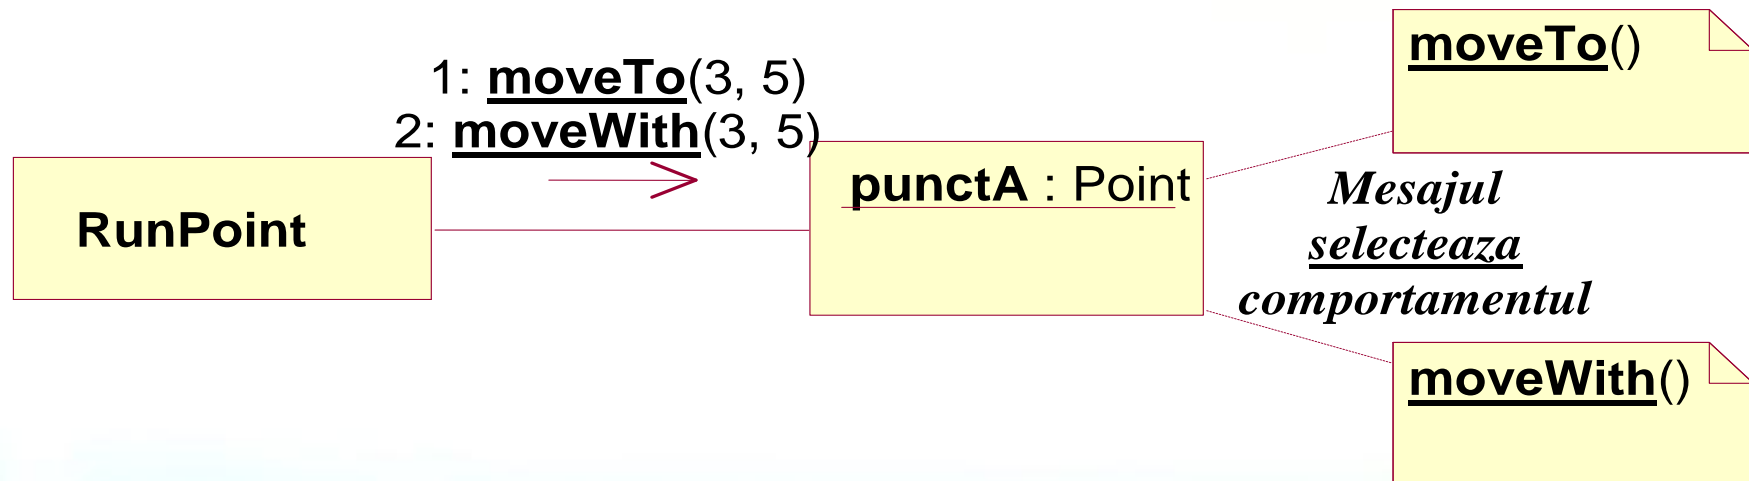 moveTo()
1: moveTo(3, 5)
2: moveWith(3, 5)
RunPoint
punctA : Point
Mesajul
selecteaza
comportamentul
moveWith()